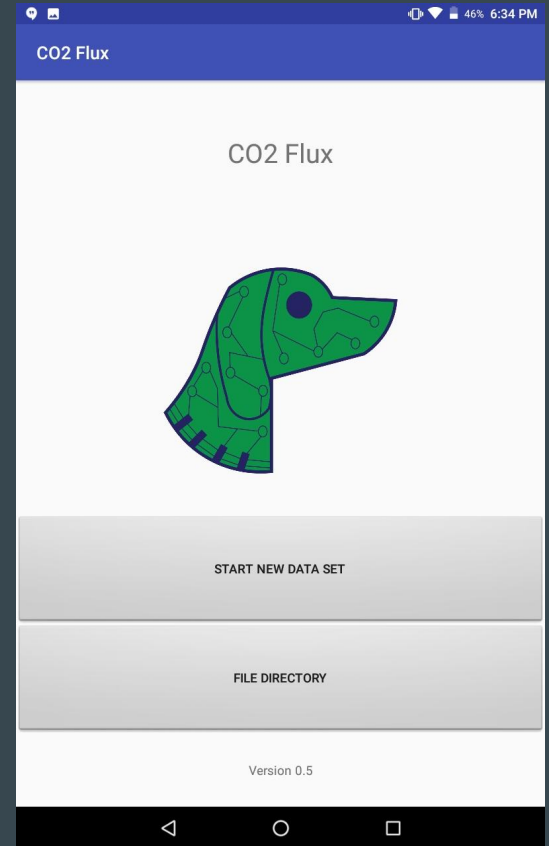 46% 6:34 PM
CO2 Flux
CO2 Flux
START NEW DATA SET
FILE DIRECTORY
Version 0.5